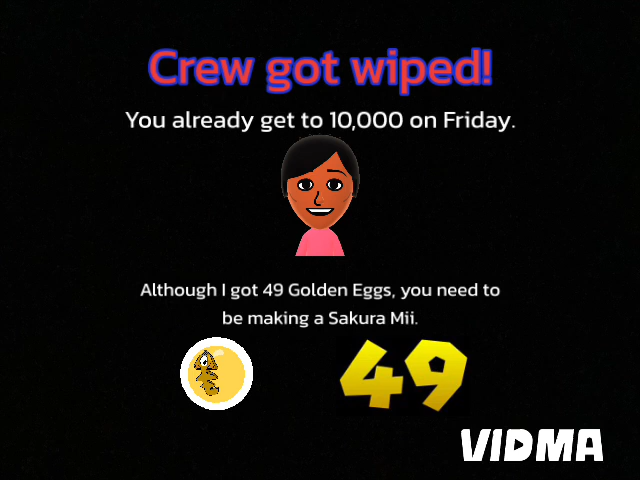 Crew got wiped!
You already get to 10,000 on Friday.
Although I got 49 Golden Eggs, you need to
be making a Sakura Mii.
49
VIDMA